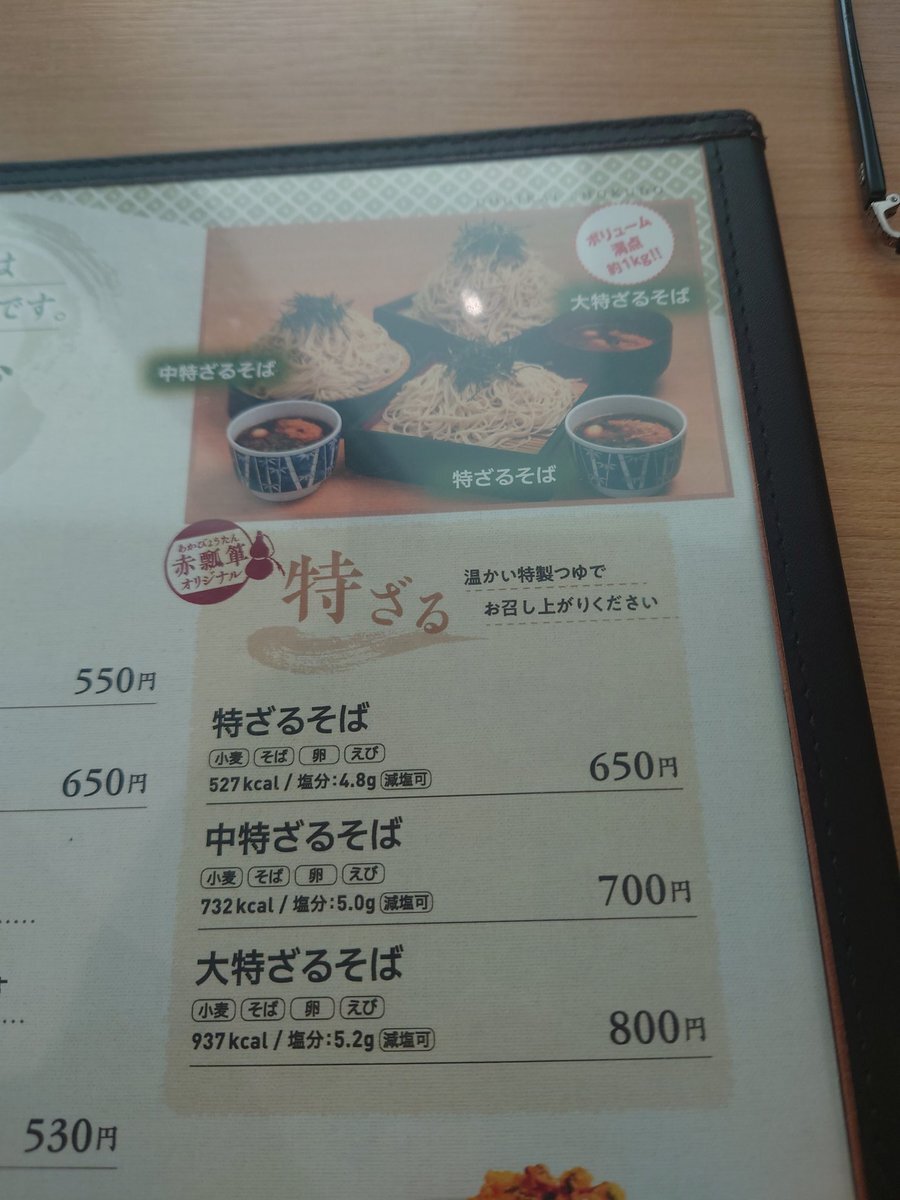 は
です。
ボリューム
満点
約1kg!!
大特ざるそば
中特ざるそば
特ざるそば
あかびょうたん
赤瓢箪
オリジナル
特ざる
温かい特製つゆで
お召し上がりください
550円
650円
530円
特ざるそば
小麦 そば 卵 えび
527kcal / 塩分:4.8g 減塩可
650円
中特ざるそば
小麦 そば 卵 えび
732kcal / 塩分:5.0g 減塩可
700円
大特ざるそば
小麦 そば 卵 えび
937kcal / 塩分:5.2g 減塩可
800円